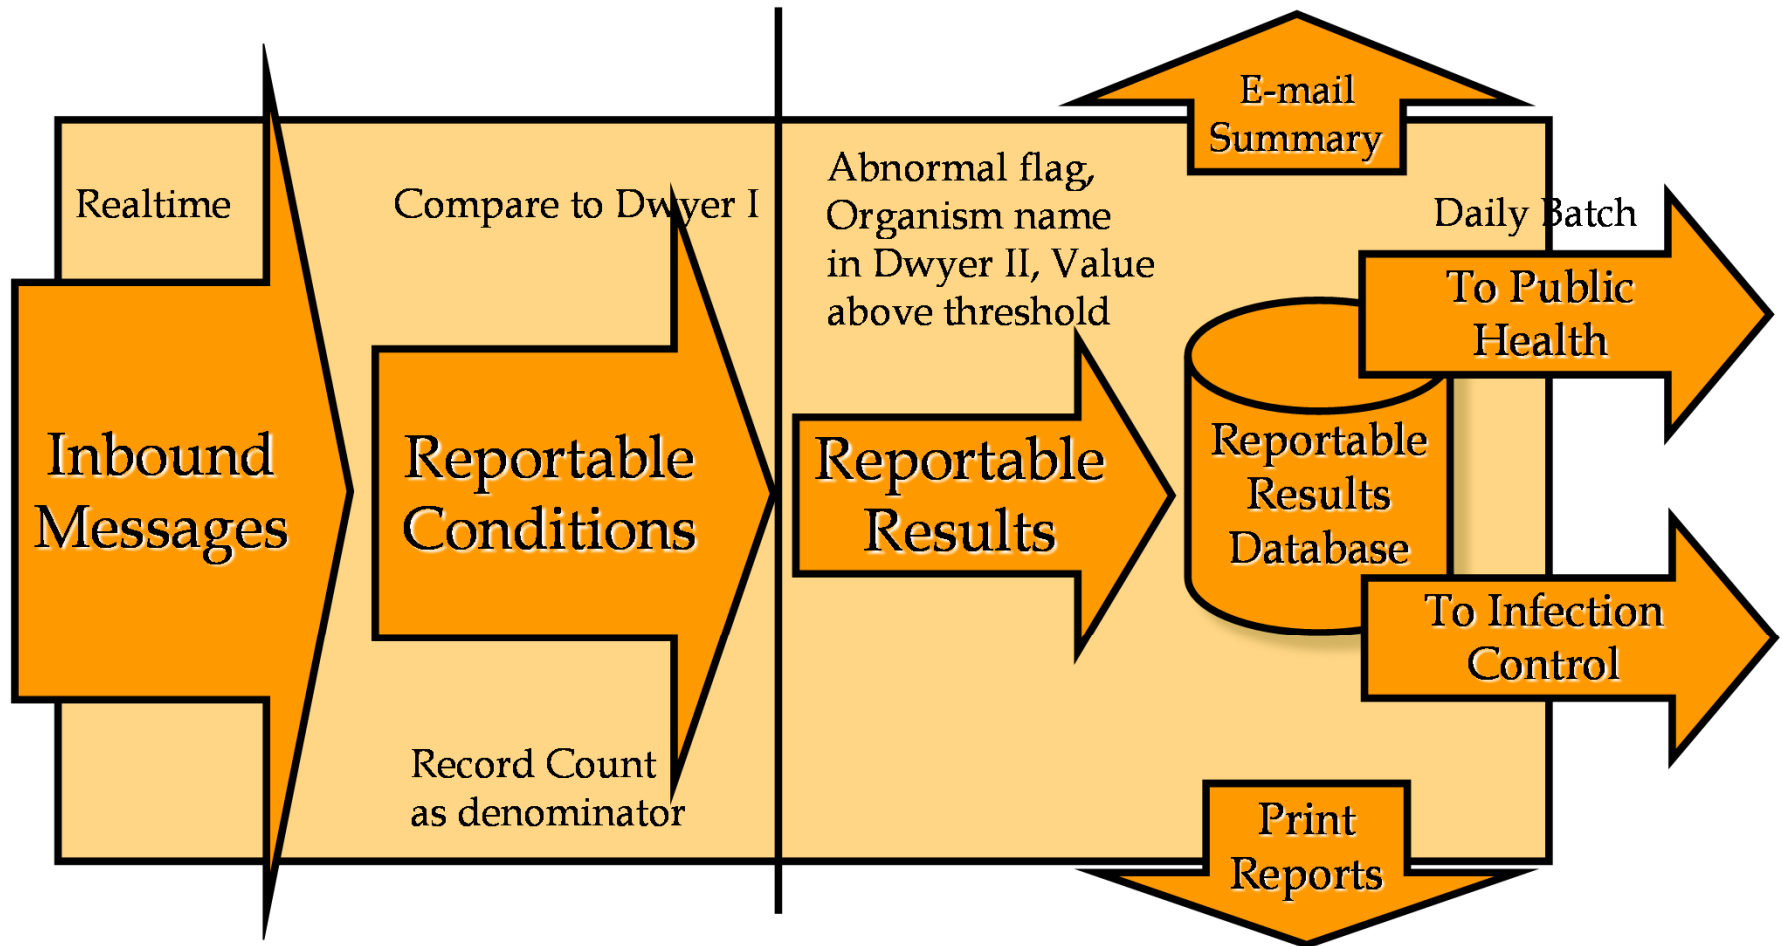 Realtime
Inbound
Messages
Compare to Dwyer I
Reportable
Conditions
Record Count
as denominator
Abnormal flag,
Organism name
in Dwyer II, Value
above threshold
Reportable
Results
Reportable
Results
Database
E-mail
Summary
Daily Batch
To Public
Health
To Infection
Control
Print
Reports